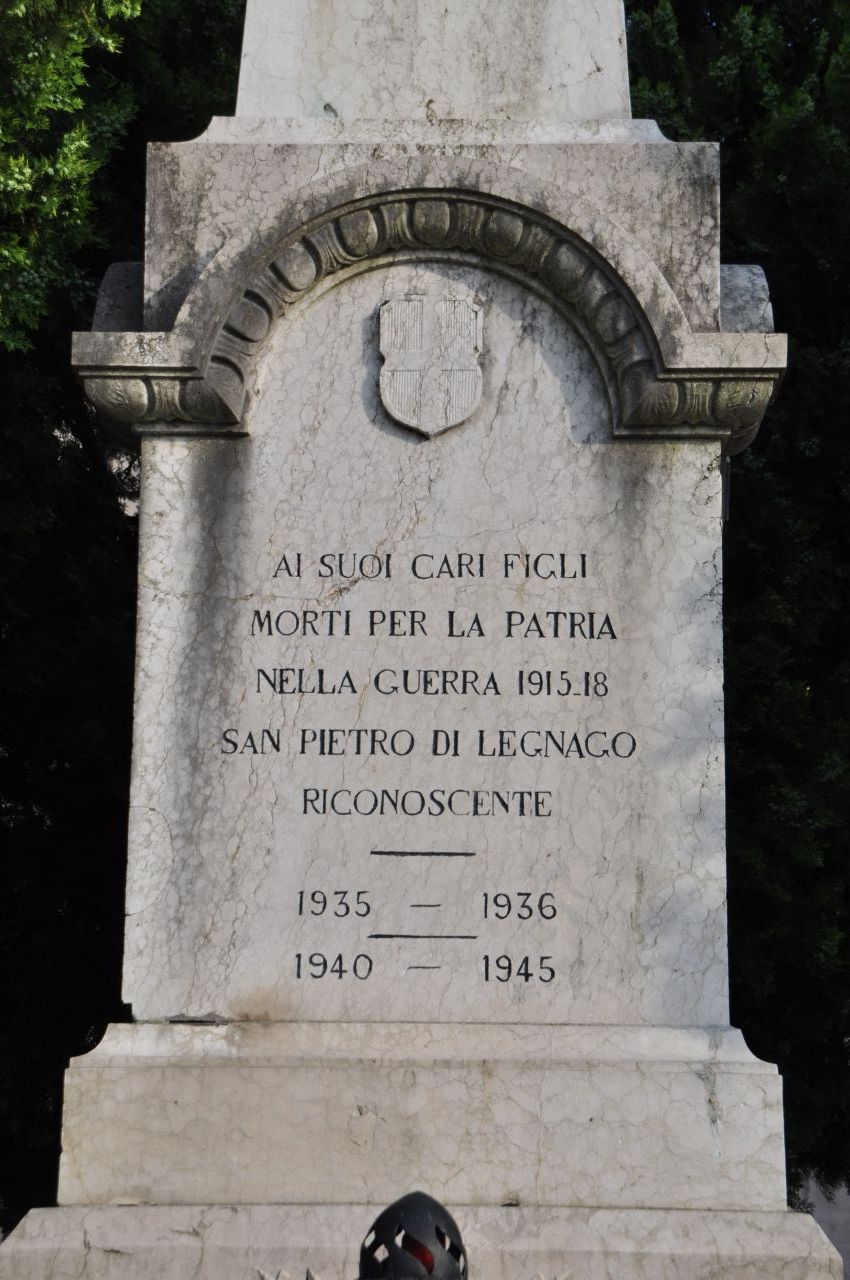 AI SUOI CARI FIGLI
MORTI PER LA PATRIA
NELLA GUERRA 1915-18
SAN PIETRO DI LEGNAGO
RICONOSCENTE
1935 — 1936
1940 — 1945